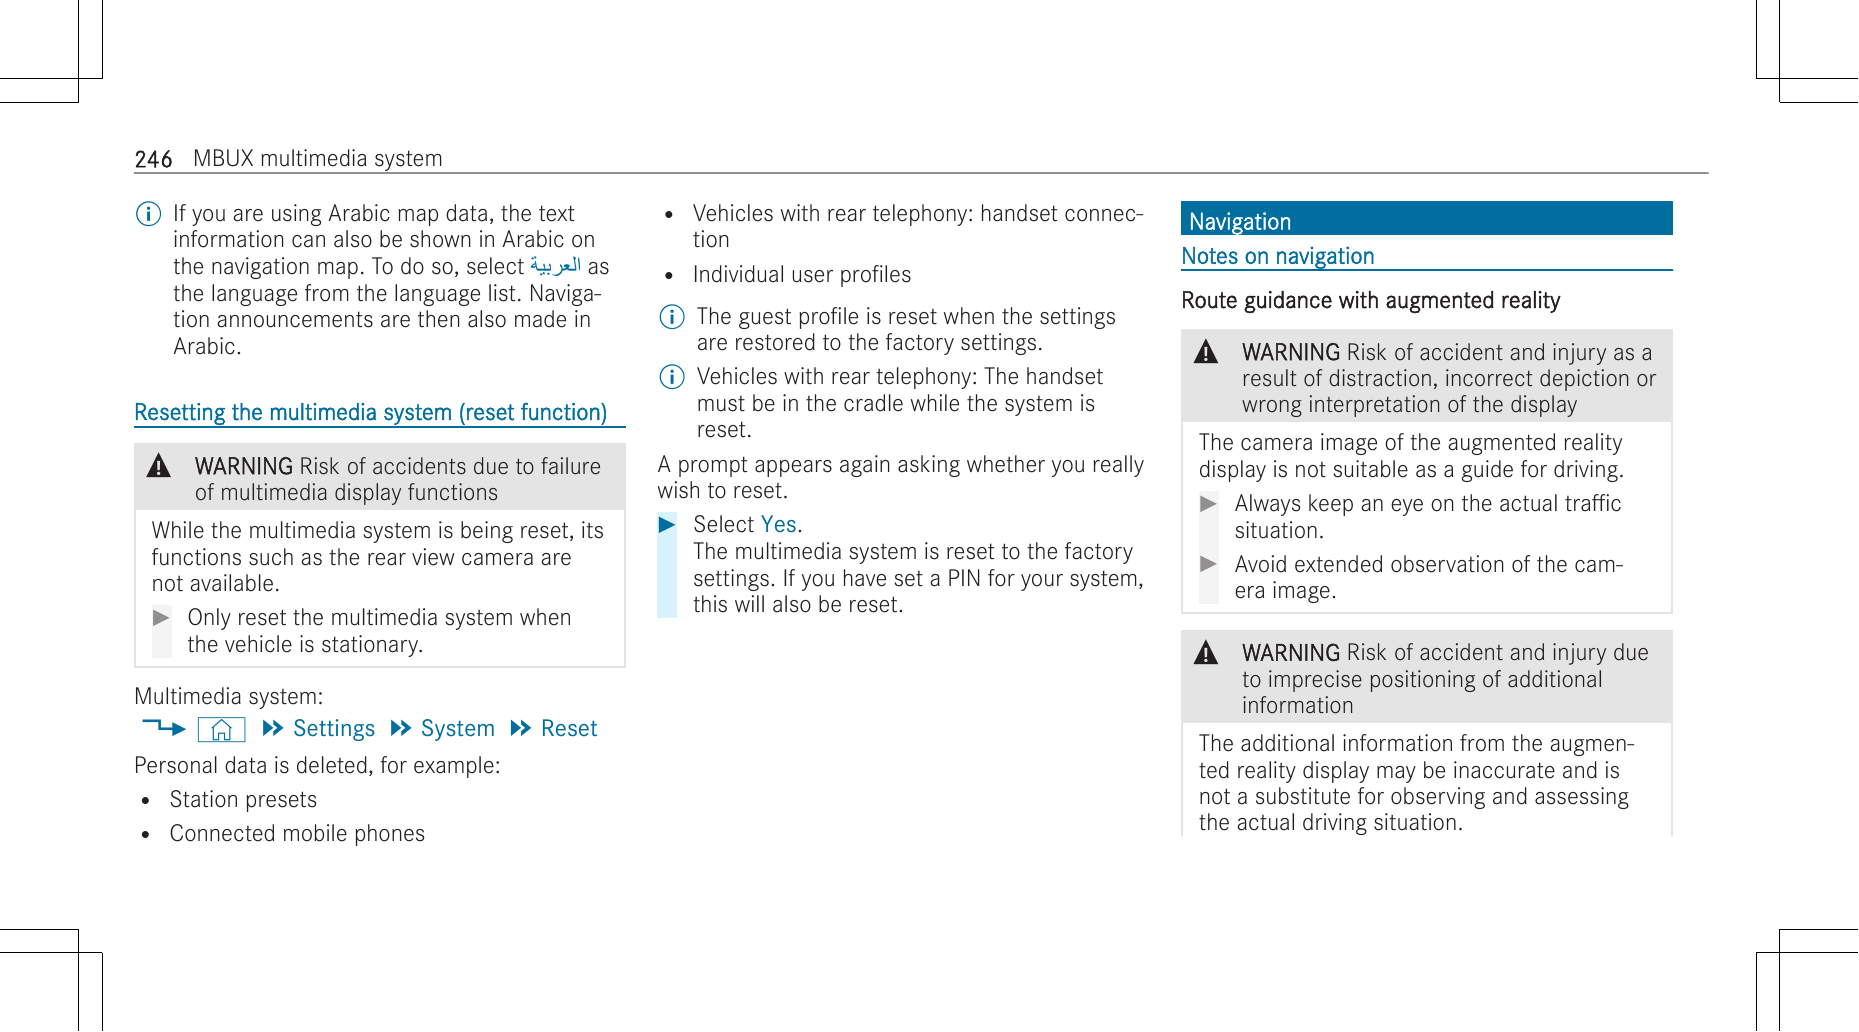 246 MBUX multimedia system
If you are using Arabic map data, the text
information can also be shown in Arabic on
the navigation map. To do so, select العربية as
the language from the language list. Naviga-
tion announcements are then also made in
Arabic.
Resetting the multimedia system (reset function)
WARNING Risk of accidents due to failure
of multimedia display functions
While the multimedia system is being reset, its
functions such as the rear view camera are
not available.
Only reset the multimedia system when
the vehicle is stationary.
Multimedia system:
Settings System Reset
Personal data is deleted, for example:
• Station presets
• Connected mobile phones
• Vehicles with rear telephony: handset connec-
tion
• Individual user profiles
The guest profile is reset when the settings
are restored to the factory settings.
Vehicles with rear telephony: The handset
must be in the cradle while the system is
reset.
A prompt appears again asking whether you really
wish to reset.
Select Yes.
The multimedia system is reset to the factory
settings. If you have set a PIN for your system,
this will also be reset.
Navigation
Notes on navigation
Route guidance with augmented reality
WARNING Risk of accident and injury as a
result of distraction, incorrect depiction or
wrong interpretation of the display
The camera image of the augmented reality
display is not suitable as a guide for driving.
Always keep an eye on the actual traffic
situation.
Avoid extended observation of the cam-
era image.
WARNING Risk of accident and injury due
to imprecise positioning of additional
information
The additional information from the augmen-
ted reality display may be inaccurate and is
not a substitute for observing and assessing
the actual driving situation.